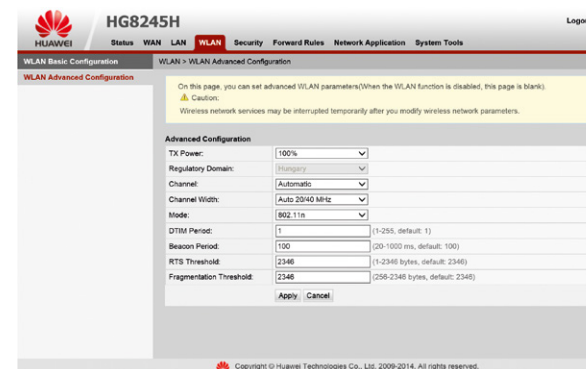 HG8245H
Logo
HUAWEI
Status WAN LAN WLAN Security Forward Rules Network Application System Tools
WLAN Basic Configuration
WLAN > WLAN Advanced Configuration
WLAN Advanced Configuration
On this page, you can set advanced WLAN parameters(When the WLAN function is disabled, this page is blank).
Caution:
Wireless network services may be interrupted temporarily after you modify wireless network parameters.
Advanced Configuration
TX Power: 100%
Regulatory Domain: Hungary
Channel: Automatic
Channel Width: Auto 20/40 MHz
Mode: 802.11n
DTIM Period: 1 (1-255, default: 1)
Beacon Period: 100 (20-1000 ms, default: 100)
RTS Threshold: 2346 (1-2346 bytes, default: 2346)
Fragmentation Threshold: 2346 (256-2346 bytes, default: 2346)
Apply Cancel
Copyright © Huawei Technologies Co., Ltd. 2009-2014. All rights reserved.